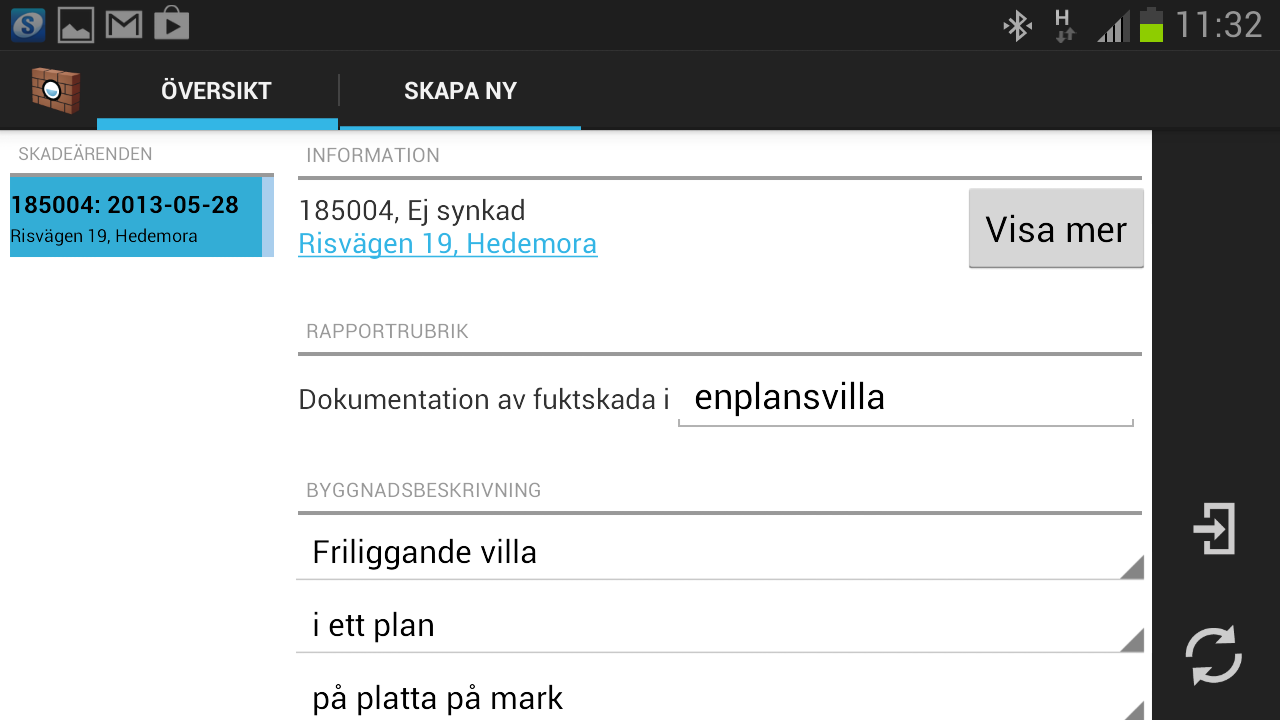 S
H
11:32
ÖVERSIKT
SKAPA NY
SKADEÄRENDEN
185004: 2013-05-28
Risvägen 19, Hedemora
INFORMATION
185004, Ej synkad
Risvägen 19, Hedemora
Visa mer
RAPPORTRUBRIK
Dokumentation av fuktskada i enplansvilla
BYGGNADSBESKRIVNING
Friliggande villa
i ett plan
på platta på mark